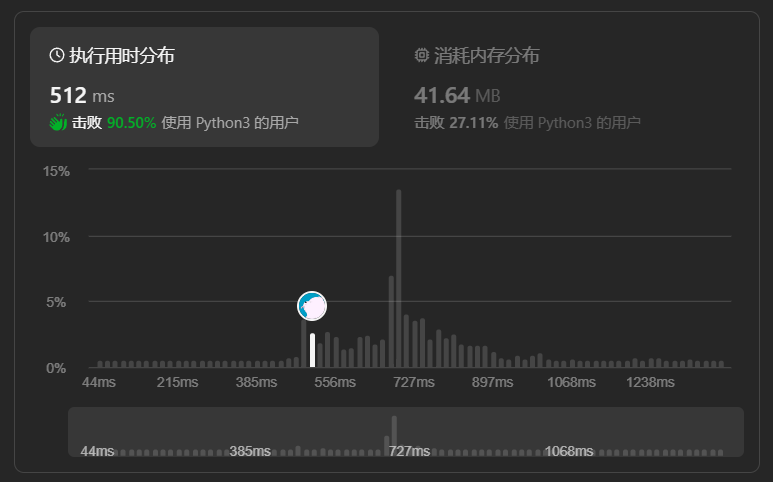 执行用时分布
512 ms
击败 90.50% 使用 Python3 的用户
消耗内存分布
41.64 MB
击败 27.11% 使用 Python3 的用户
15%
10%
5%
0%
44ms 215ms 385ms 556ms 727ms 897ms 1068ms 1238ms
44ms 385ms 727ms 1068ms